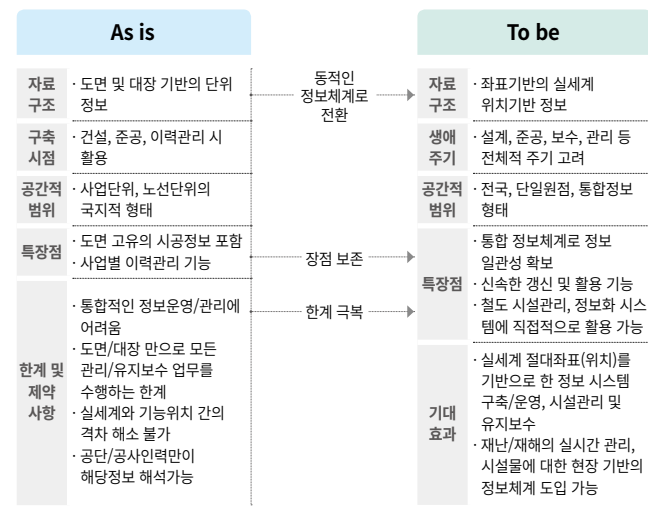 As is
자료
구조
· 도면 및 대장 기반의 단위
정보
구축
시점
· 건설, 준공, 이력관리 시
활용
공간적
범위
· 사업단위, 노선단위의
국지적 형태
특장점
· 도면 고유의 시공정보 포함
· 사업별 이력관리 기능
한계 및
제약
사항
· 통합적인 정보운영/관리에
어려움
· 도면/대장 만으로 모든
관리/유지보수 업무를
수행하는 한계
· 실세계와 기능위치 간의
격차 해소 불가
· 공단/공사인력만이
해당정보 해석가능
동적인
정보체계로
전환
장점 보존
한계 극복
To be
자료
구조
· 좌표기반의 실세계
위치기반 정보
생애
주기
· 설계, 준공, 보수, 관리 등
전체적 주기 고려
공간적
범위
· 전국, 단일원점, 통합정보
형태
특장점
· 통합 정보체계로 정보
일관성 확보
· 신속한 갱신 및 활용 기능
· 철도 시설관리, 정보화 시스
템에 직접적으로 활용 가능
기대
효과
· 실세계 절대좌표(위치)를
기반으로 한 정보 시스템
구축/운영, 시설관리 및
유지보수
· 재난/재해의 실시간 관리,
시설물에 대한 현장 기반의
정보체계 도입 가능